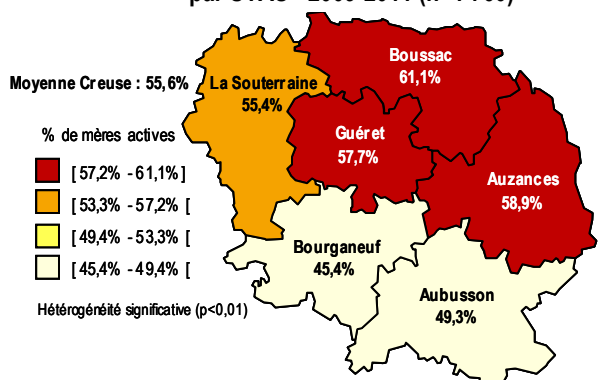 Moyenne Creuse : 55,6%
% de mères actives
[ 57,2% - 61,1% ]
[ 53,3% - 57,2% [
[ 49,4% - 53,3% [
[ 45,4% - 49,4% [
Hétérogénéité significative (p<0,01)
Boussac
61,1%
La Souterraine
55,4%
Guéret
57,7%
Auzances
58,9%
Bourganeuf
45,4%
Aubusson
49,3%